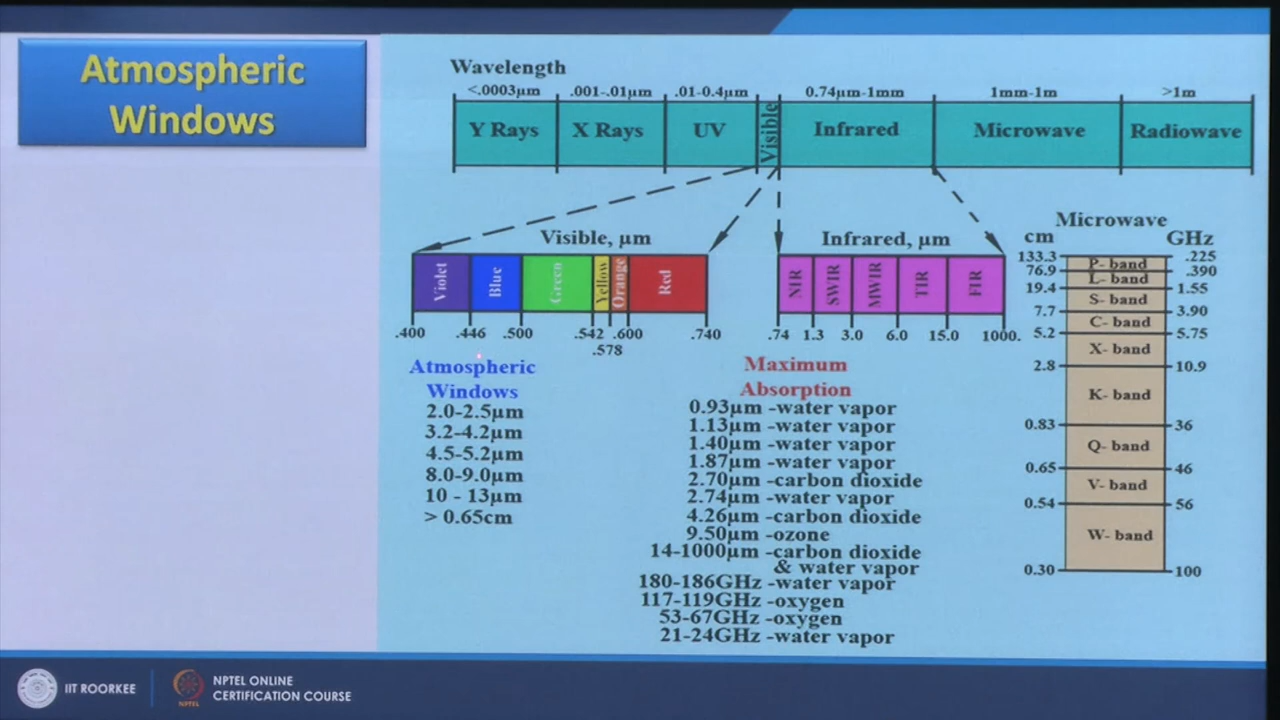 Atmospheric
Windows
Wavelength
<.0003µm .001-.01µm .01-0.4µm 0.74µm-1mm 1mm-1m >1m
Y Rays X Rays UV Visible Infrared Microwave Radiowave
Visible, µm
Violet Blue Green Yellow Orange Red
.400 .446 .500 .542 .578 .600 .740
Infrared, µm
NIR SWIR MWIR TIR FIR
.74 1.3 3.0 6.0 15.0 1000.
Atmospheric
Windows
2.0-2.5µm
3.2-4.2µm
4.5-5.2µm
8.0-9.0µm
10 - 13µm
> 0.65cm
Maximum
Absorption
0.93µm -water vapor
1.13µm -water vapor
1.40µm -water vapor
1.87µm -water vapor
2.70µm -carbon dioxide
2.74µm -water vapor
4.26µm -carbon dioxide
9.50µm -ozone
14-1000µm -carbon dioxide
& water vapor
180-186GHz -water vapor
117-119GHz -oxygen
53-67GHz -oxygen
21-24GHz -water vapor
Microwave
cm GHz
133.3 .225
P- band
76.9 .390
L- band
19.4 1.55
S- band
7.7 3.90
C- band
5.2 5.75
X- band
2.8 10.9
K- band
0.83 36
Q- band
0.65 46
V- band
0.54 56
W- band
0.30 100
IIT ROORKEE
NPTEL
NPTEL ONLINE
CERTIFICATION COURSE